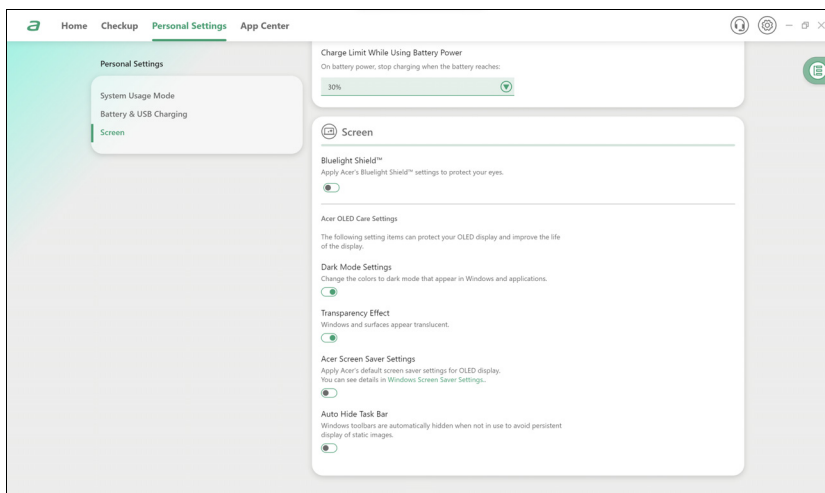 a Home Checkup Personal Settings App Center
Personal Settings
System Usage Mode
Battery & USB Charging
Screen
Charge Limit While Using Battery Power
On battery power, stop charging when the battery reaches:
30%
Screen
Bluelight Shield™
Apply Acer's Bluelight Shield™ settings to protect your eyes.
Acer OLED Care Settings
The following setting items can protect your OLED display and improve the life
of the display.
Dark Mode Settings
Change the colors to dark mode that appear in Windows and applications.
Transparency Effect
Windows and surfaces appear translucent.
Acer Screen Saver Settings
Apply Acer's default screen saver settings for OLED display.
You can see details in Windows Screen Saver Settings..
Auto Hide Task Bar
Windows toolbars are automatically hidden when not in use to avoid persistent
display of static images.